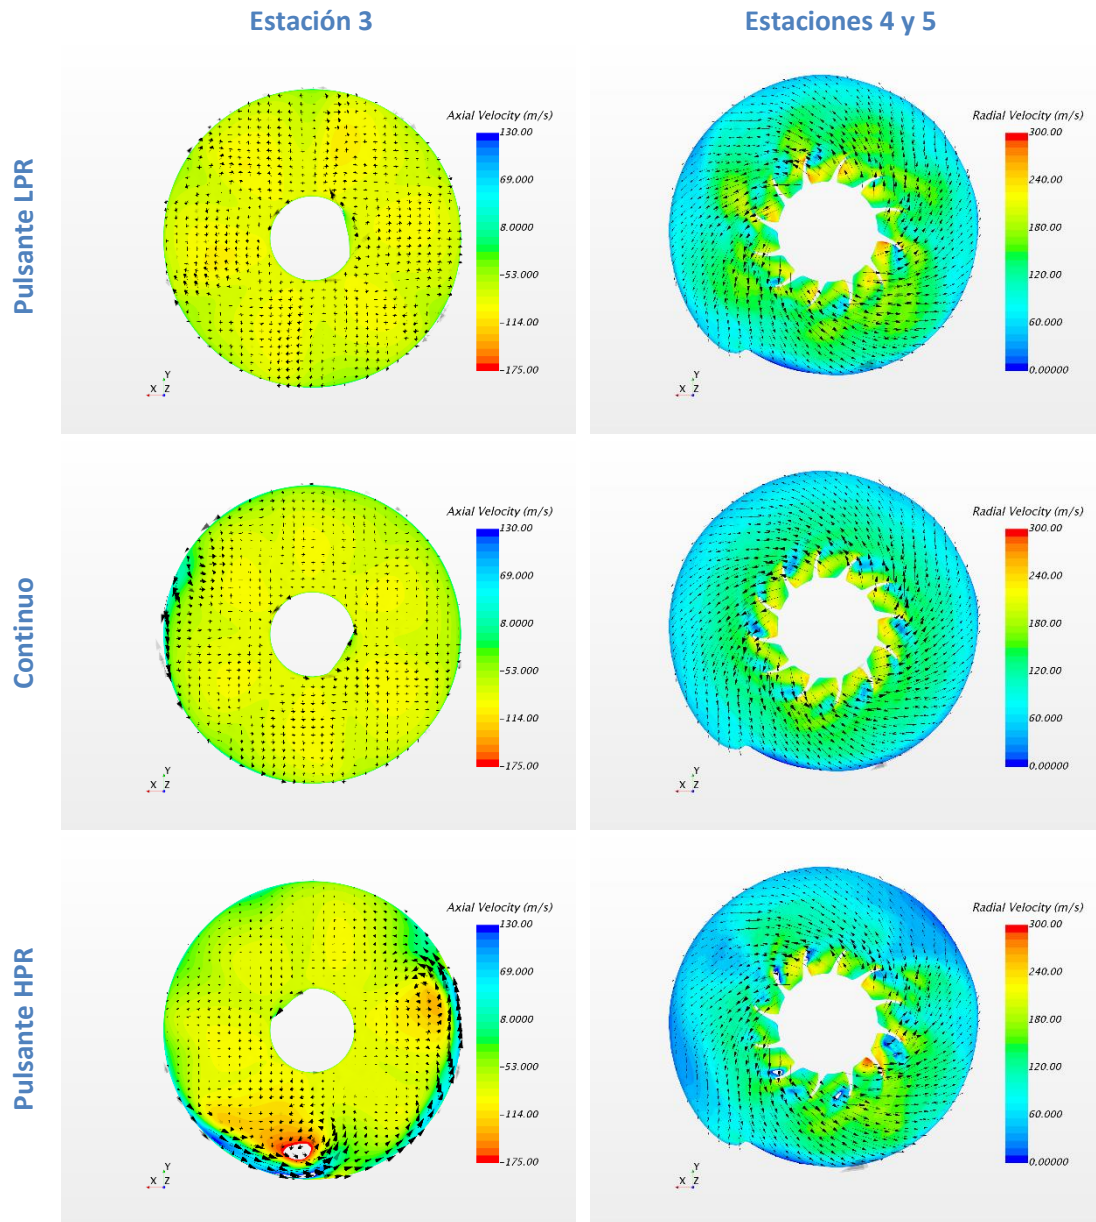 Estación 3
Estaciones 4 y 5
Pulsante LPR
Axial Velocity (m/s)
130.00
69.000
8.0000
-53.000
-114.00
-175.00
Y
X Z
Radial Velocity (m/s)
300.00
240.00
180.00
120.00
60.000
0.00000
Y
X Z
Continuo
Axial Velocity (m/s)
130.00
69.000
8.0000
-53.000
-114.00
-175.00
Y
X Z
Radial Velocity (m/s)
300.00
240.00
180.00
120.00
60.000
0.00000
Y
X Z
Pulsante HPR
Axial Velocity (m/s)
130.00
69.000
8.0000
-53.000
-114.00
-175.00
Y
X Z
Radial Velocity (m/s)
300.00
240.00
180.00
120.00
60.000
0.00000
Y
X Z